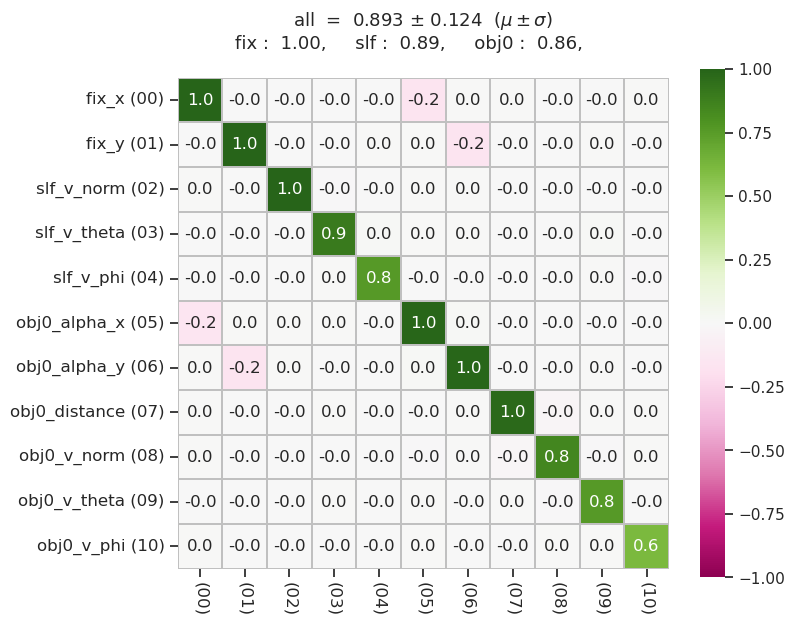 all = 0.893 ± 0.124 (μ ± σ)
fix : 1.00, slf : 0.89, obj0 : 0.86,
fix_x (00) 1.0 -0.0 -0.0 -0.0 -0.0 -0.2 0.0 0.0 -0.0 -0.0 0.0
fix_y (01) -0.0 1.0 -0.0 -0.0 0.0 0.0 -0.2 -0.0 -0.0 0.0 -0.0
slf_v_norm (02) 0.0 -0.0 1.0 -0.0 -0.0 0.0 0.0 -0.0 0.0 -0.0 -0.0
slf_v_theta (03) -0.0 -0.0 -0.0 0.9 0.0 0.0 0.0 -0.0 -0.0 0.0 -0.0
slf_v_phi (04) -0.0 -0.0 -0.0 0.0 0.8 -0.0 -0.0 -0.0 -0.0 0.0 -0.0
obj0_alpha_x (05) -0.2 0.0 0.0 0.0 -0.0 1.0 0.0 -0.0 -0.0 -0.0 -0.0
obj0_alpha_y (06) 0.0 -0.2 0.0 -0.0 -0.0 0.0 1.0 -0.0 -0.0 0.0 -0.0
obj0_distance (07) 0.0 -0.0 -0.0 -0.0 -0.0 -0.0 -0.0 1.0 -0.0 0.0 0.0
obj0_v_norm (08) 0.0 -0.0 0.0 -0.0 -0.0 -0.0 -0.0 -0.0 0.8 -0.0 0.0
obj0_v_theta (09) -0.0 -0.0 -0.0 0.0 -0.0 -0.0 -0.0 0.0 -0.0 0.8 -0.0
obj0_v_phi (10) 0.0 -0.0 -0.0 -0.0 -0.0 -0.0 -0.0 -0.0 0.0 0.0 0.6
(00) (01) (02) (03) (04) (05) (06) (07) (08) (09) (10)
1.00
0.75
0.50
0.25
0.00
−0.25
−0.50
−0.75
−1.00